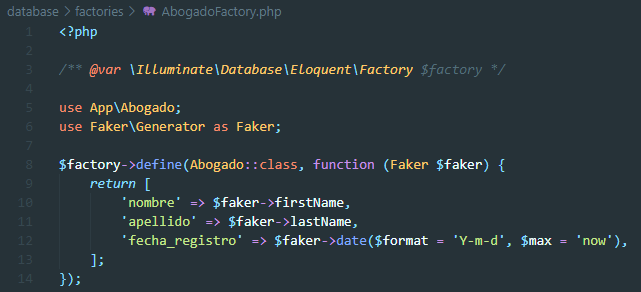 database > factories > AbogadoFactory.php
1 <?php
2
3 /** @var \Illuminate\Database\Eloquent\Factory $factory */
4
5 use App\Abogado;
6 use Faker\Generator as Faker;
7
8 $factory->define(Abogado::class, function (Faker $faker) {
9     return [
10         'nombre' => $faker->firstName,
11         'apellido' => $faker->lastName,
12         'fecha_registro' => $faker->date($format = 'Y-m-d', $max = 'now'),
13     ];
14 });